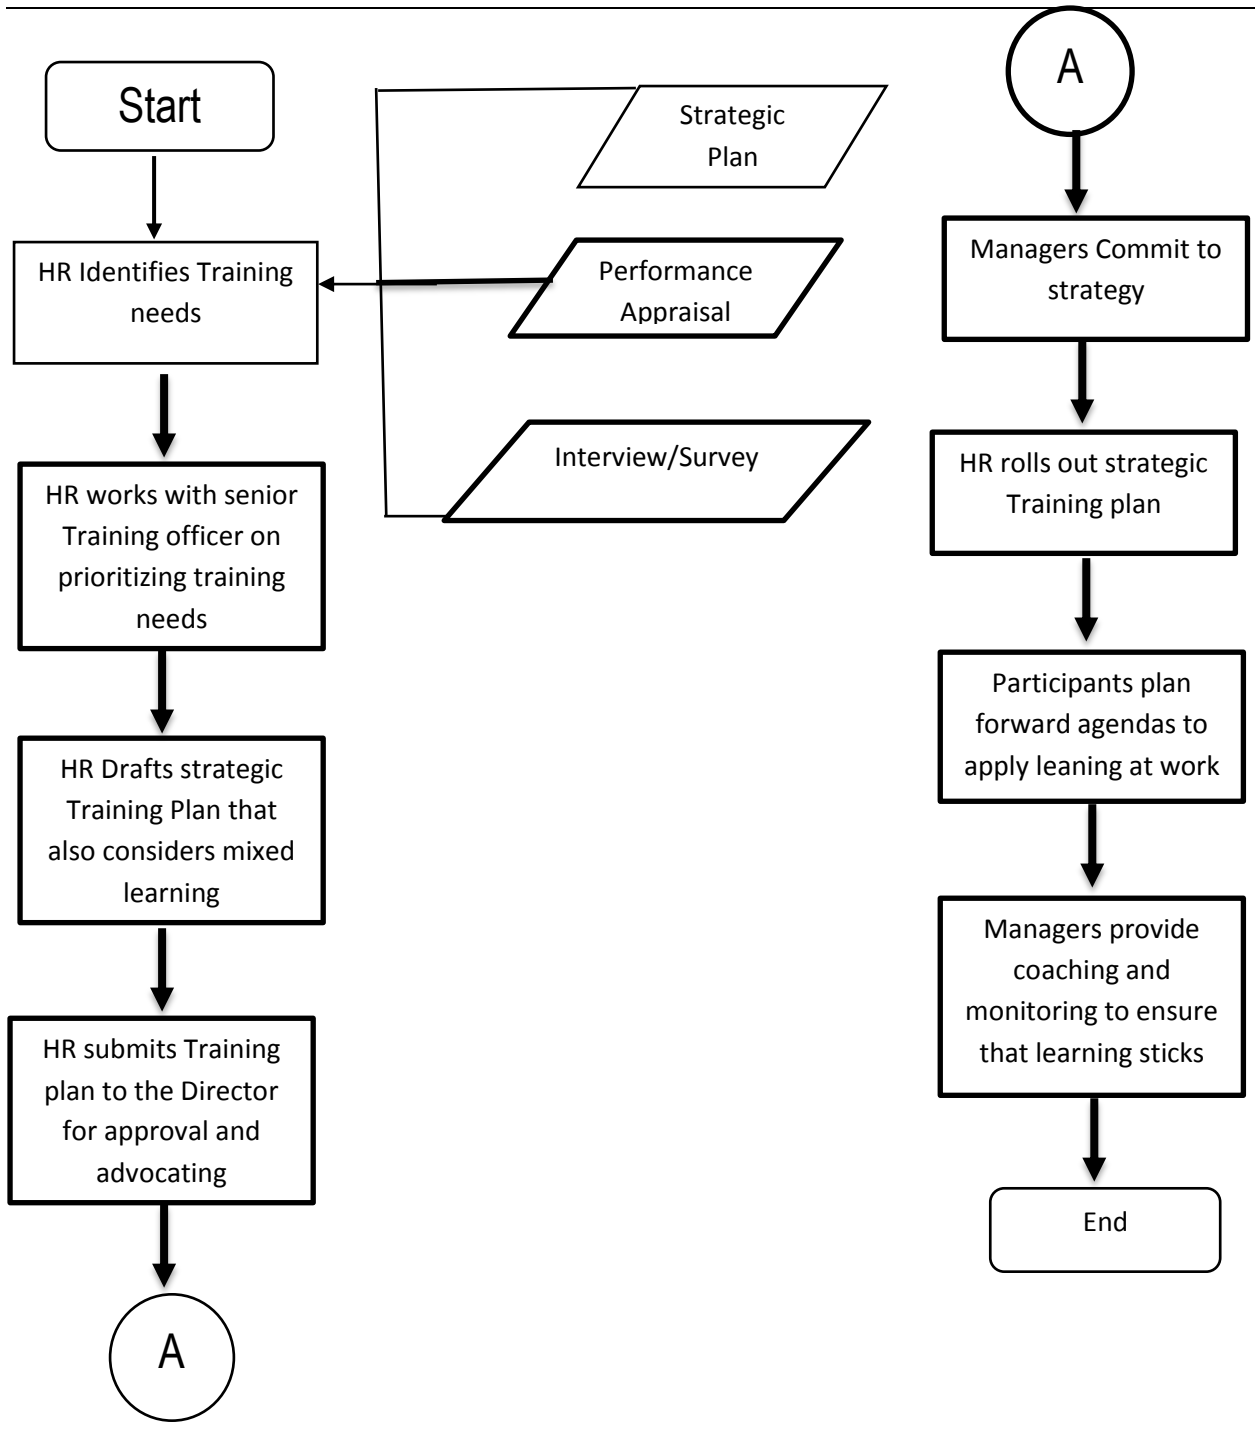 Start
HR Identifies Training
needs
Strategic
Plan
Performance
Appraisal
Interview/Survey
HR works with senior
Training officer on
prioritizing training
needs
HR Drafts strategic
Training Plan that
also considers mixed
learning
HR submits Training
plan to the Director
for approval and
advocating
A
A
Managers Commit to
strategy
HR rolls out strategic
Training plan
Participants plan
forward agendas to
apply leaning at work
Managers provide
coaching and
monitoring to ensure
that learning sticks
End